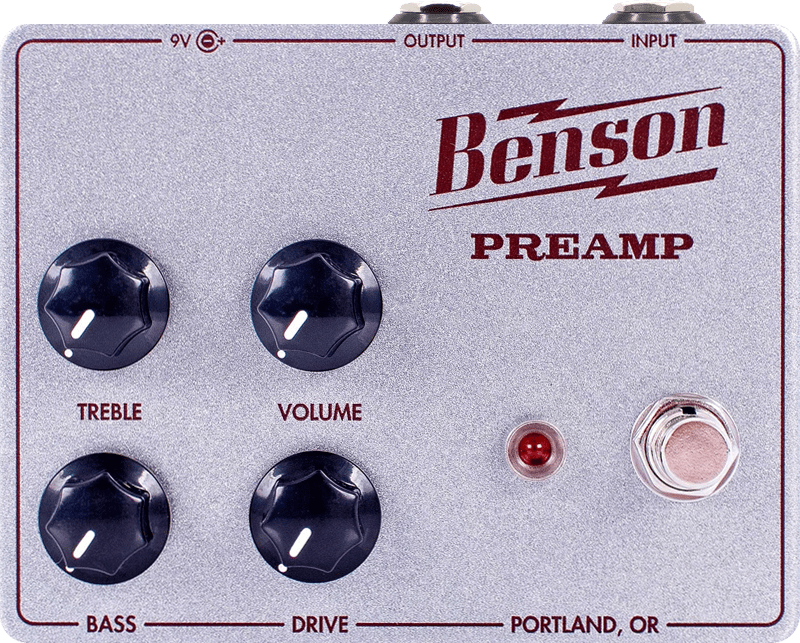 9V - +
OUTPUT
INPUT
Benson
PREAMP
TREBLE
VOLUME
BASS
DRIVE
PORTLAND, OR